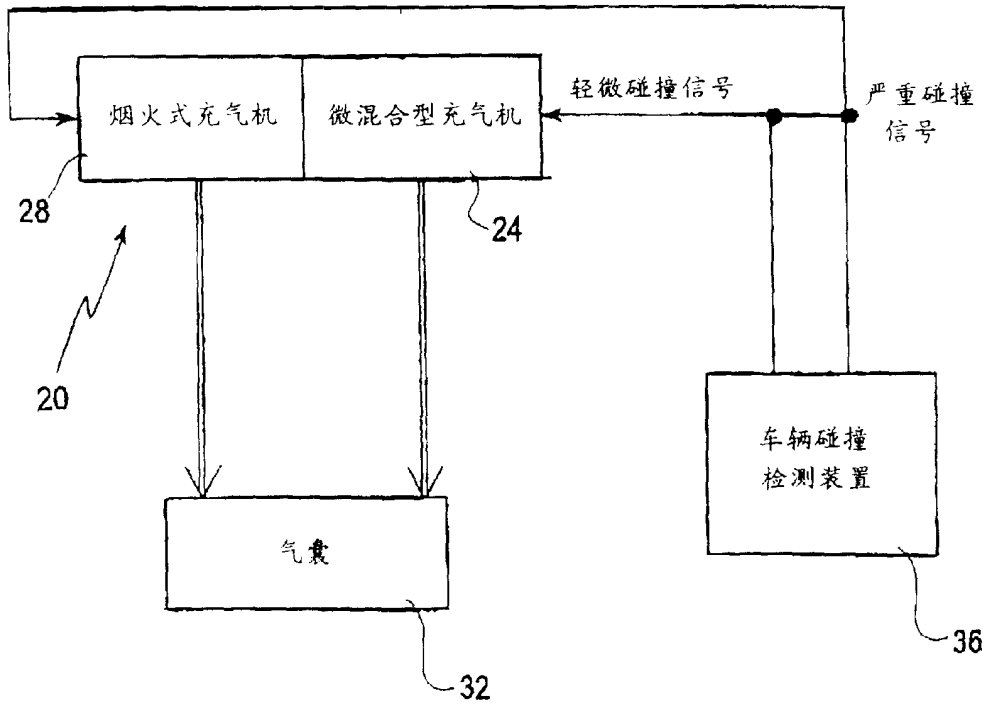 轻微碰撞信号
严重碰撞
信号
烟火式充气机
微混合型充气机
28
24
20
车辆碰撞
检测装置
气囊
36
32